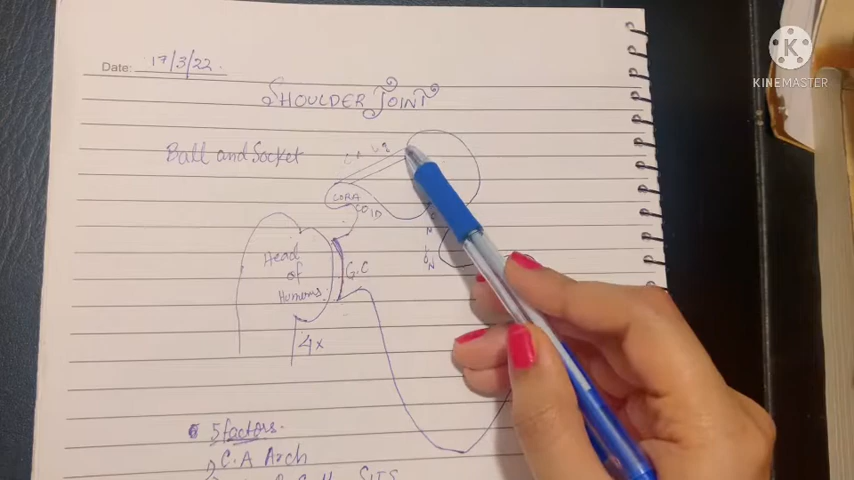 Date: 17/3/22
KINEMASTER
SHOULDER JOINT
Ball and Socket
CORA
COID
Head
of
Humerus.
G.C
4x
5 factors.
C.A Arch
SITS